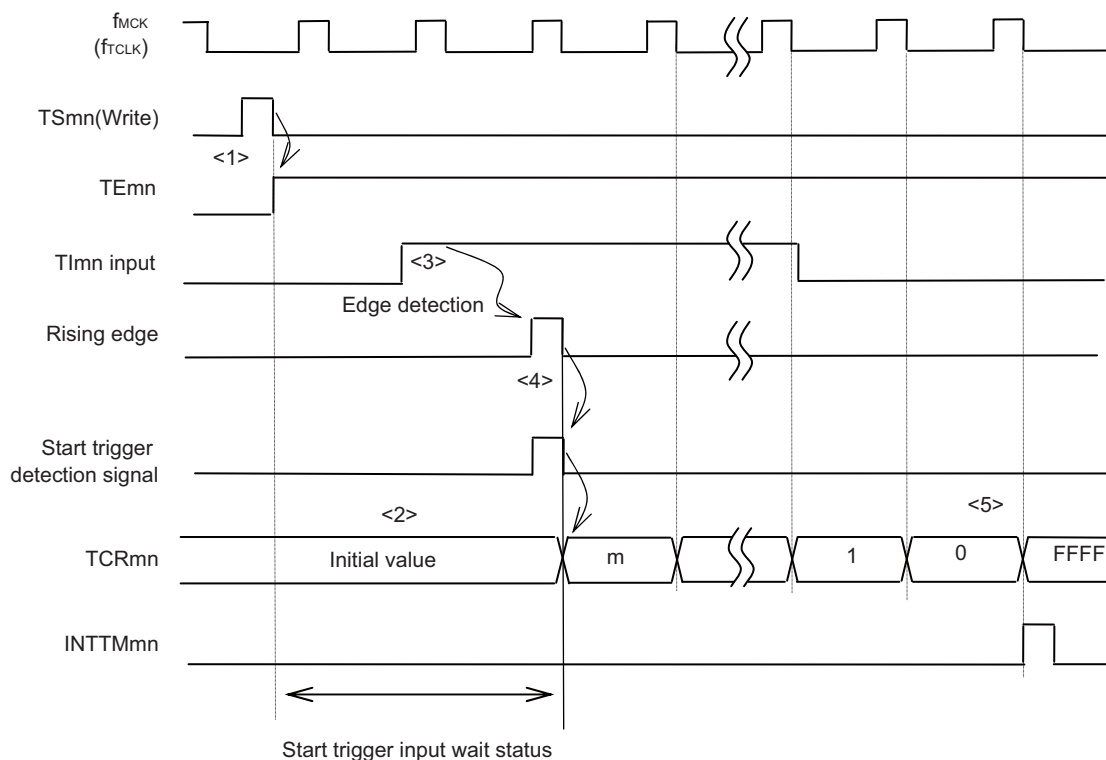 fMCK
(fTCLK)
TSmn(Write)
<1>
TEmn
TImn input
<3>
Edge detection
Rising edge
<4>
Start trigger
detection signal
<2>
<5>
TCRmn
Initial value
m
1
0
FFFF
INTTMmn
Start trigger input wait status